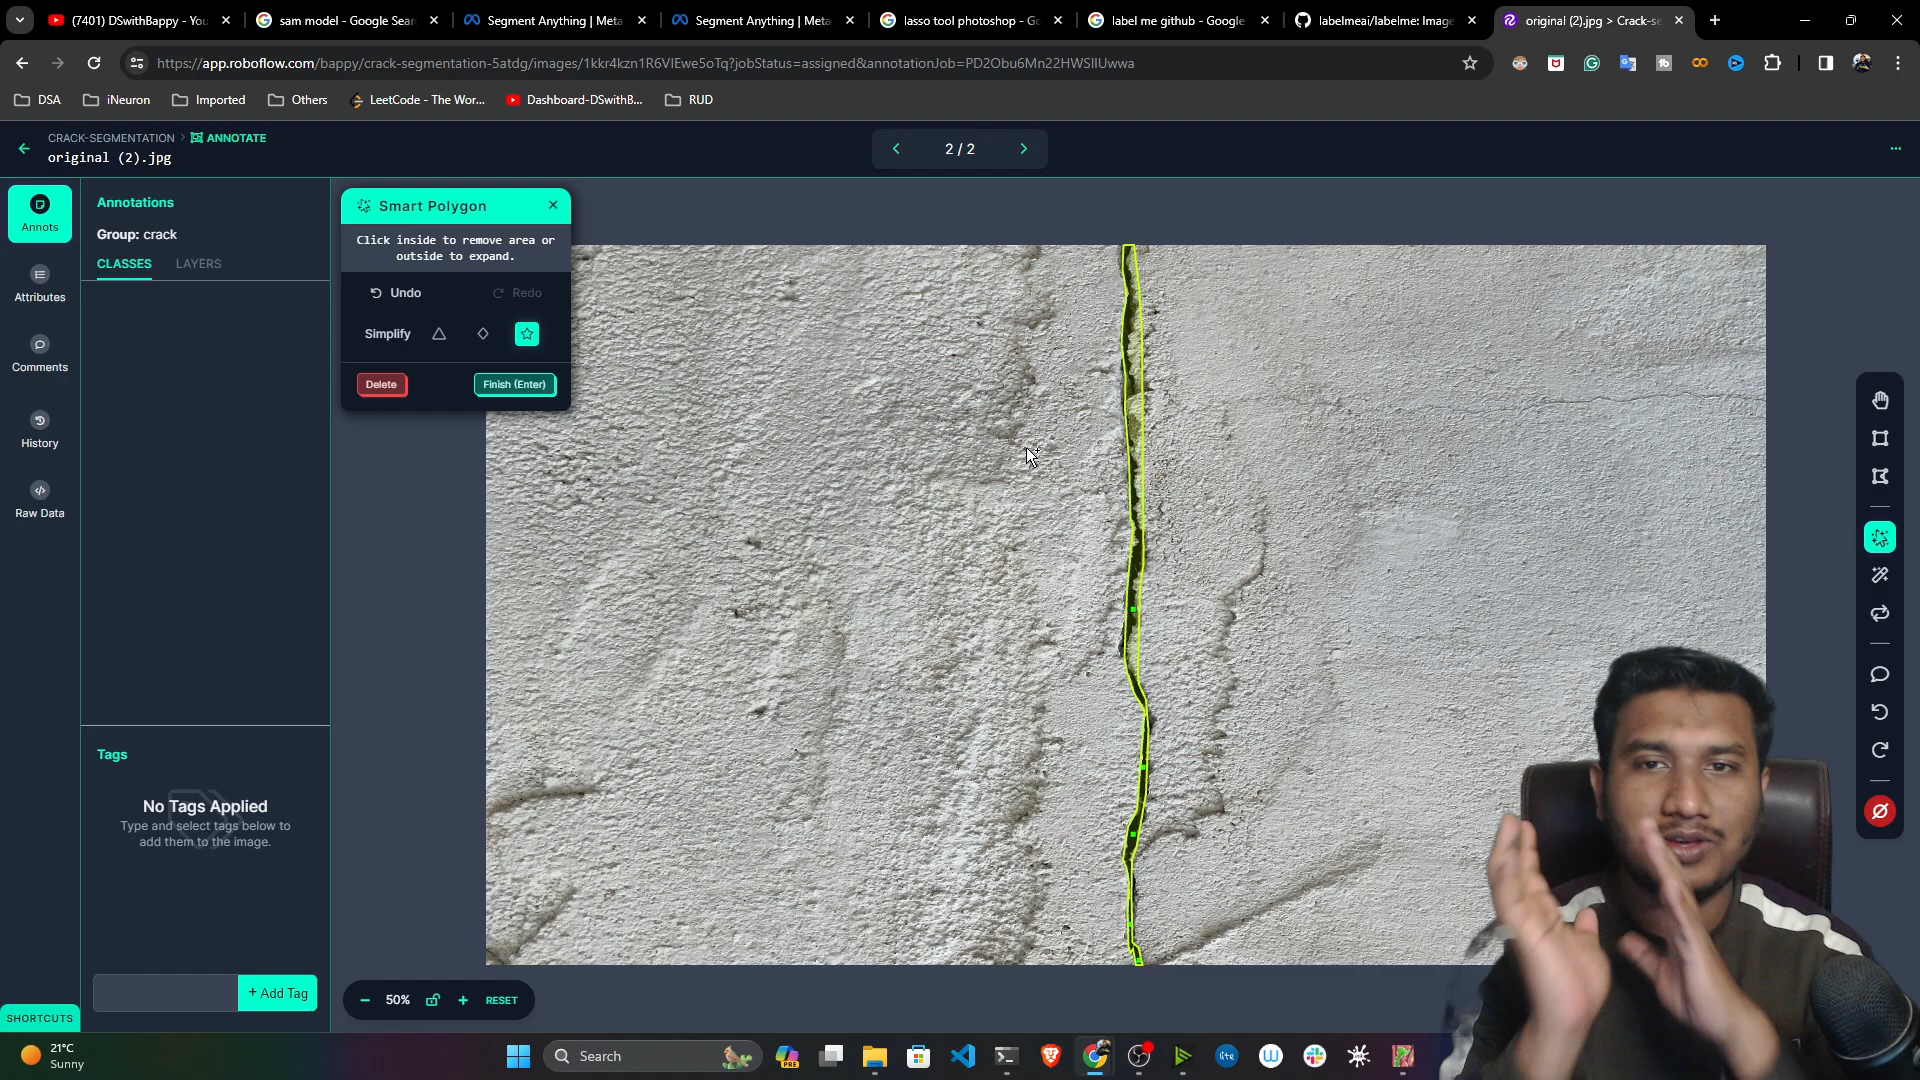 (7401) DSwithBappy - You
sam model - Google Sear
Segment Anything | Meta
Segment Anything | Meta
lasso tool photoshop - Go
label me github - Google
labelmeai/labelme: Image
original (2).jpg > Crack-se
https://app.roboflow.com/bappy/crack-segmentation-5atdg/images/1kkr4kzn1R6VIEwe5oTq?jobStatus=assigned&annotationJob=PD2Obu6Mn22HWSIIUwwa
DSA
iNeuron
Imported
Others
LeetCode - The Wor...
Dashboard-DSwithB...
RUD
CRACK-SEGMENTATION > ANNOTATE
original (2).jpg
2 / 2
Annots
Attributes
Comments
History
Raw Data
SHORTCUTS
Annotations
Group: crack
CLASSES LAYERS
Tags
No Tags Applied
Type and select tags below to
add them to the image.
+ Add Tag
Smart Polygon
Click inside to remove area or
outside to expand.
Undo Redo
Simplify
Delete Finish (Enter)
50% RESET
21°C
Sunny
Search
PRE
lite